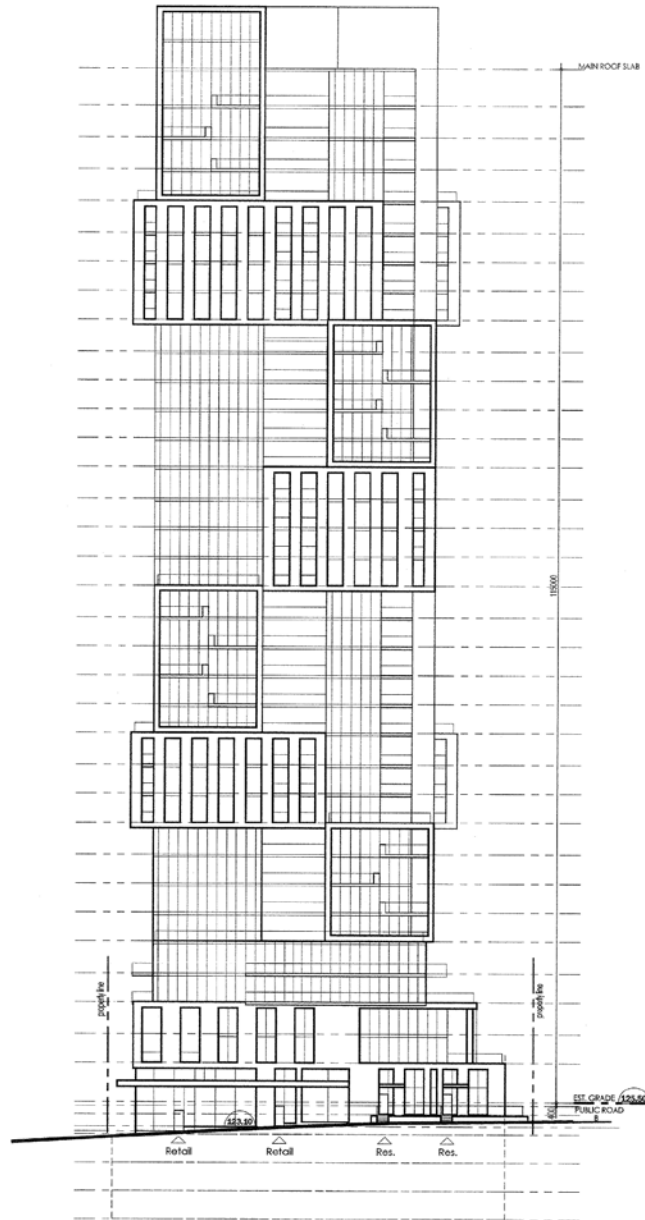 MAIN ROOF SLAB
115000
property line
property line
EST. GRADE 125.50
PUBLIC ROAD
B
400
123.10
Retail
Retail
Res.
Res.